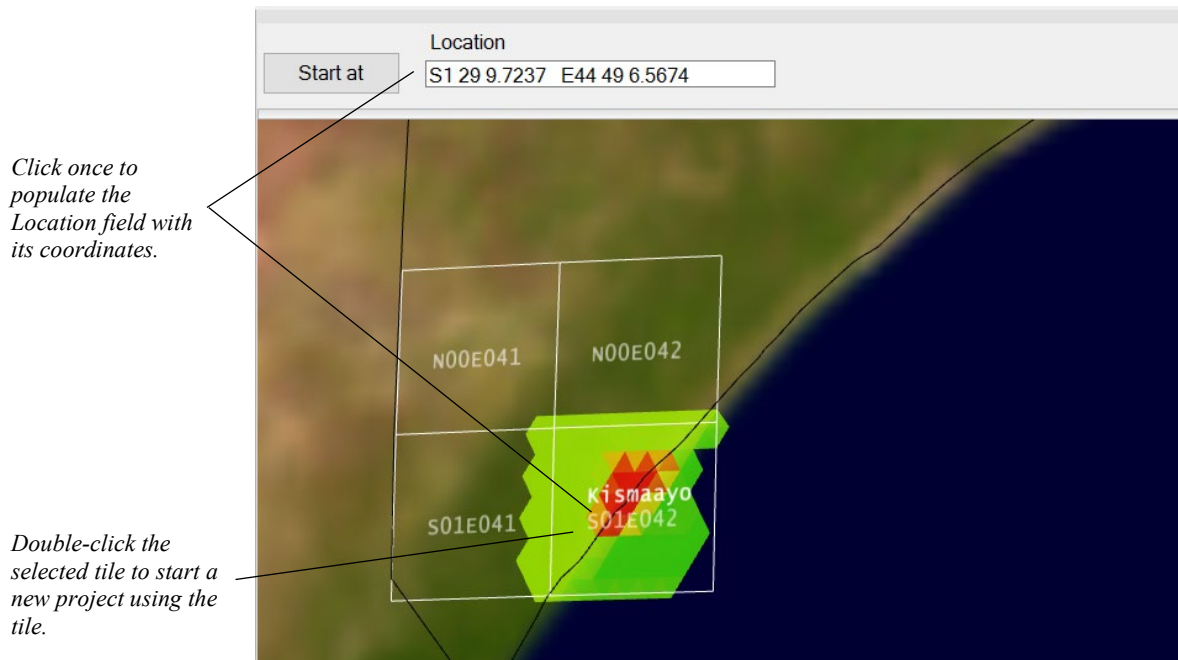 Location
Start at
S1 29 9.7237 E44 49 6.5674
Click once to
populate the
Location field with
its coordinates.
N00E041
N00E042
Kismaayo
S01E041
S01E042
Double-click the
selected tile to start a
new project using the
tile.